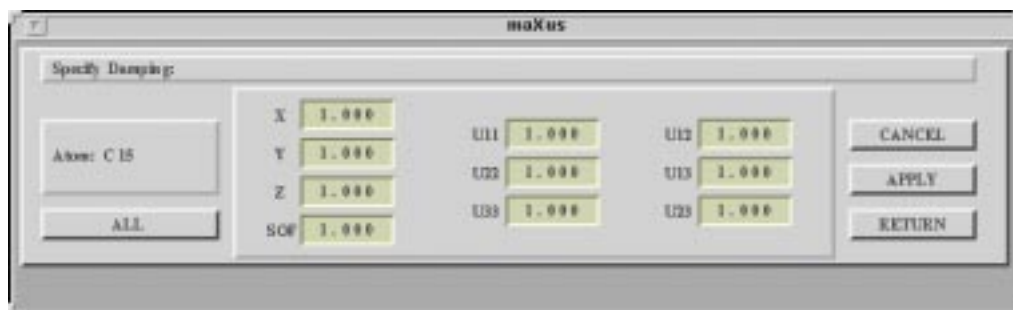 maXus
Specify Damping:
Atom: C 15
ALL
X 1.000
Y 1.000
Z 1.000
SOF 1.000
U11 1.000
U22 1.000
U33 1.000
U12 1.000
U13 1.000
U23 1.000
CANCEL
APPLY
RETURN